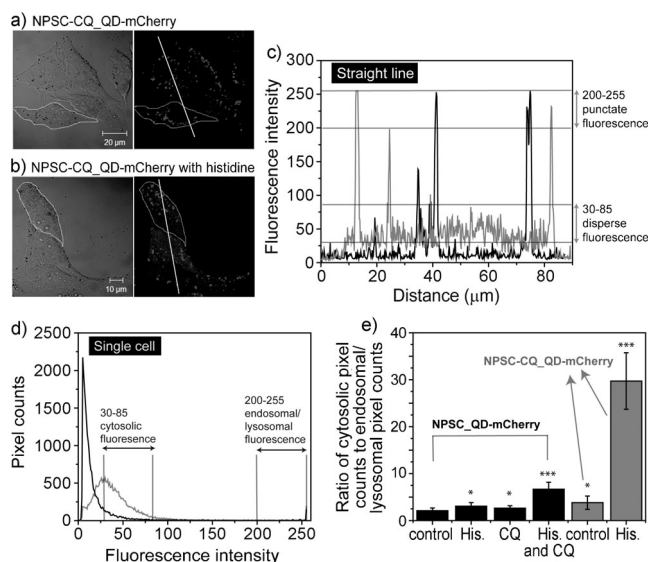 a) NPSC-CQ_QD-mCherry
20 μm
b) NPSC-CQ_QD-mCherry with histidine
10 μm
c)
Straight line
Fluorescence intensity
300
250
200
150
100
50
0
0 20 40 60 80
Distance (μm)
200-255
punctate
fluorescence
30-85
disperse
fluorescence
d)
Single cell
Pixel counts
2500
2000
1500
1000
500
0
0 50 100 150 200 250
Fluorescence intensity
30-85
cytosolic
fluoresence
200-255
endosomal/
lysosomal
fluorescence
e)
Ratio of cytosolic pixel
counts to endosomal/
lysosomal pixel counts
40
35
30
25
20
15
10
5
0
NPSC-CQ_QD-mCherry
NPSC_QD-mCherry
* * *** * ***
control His. CQ His. control His.
and CQ